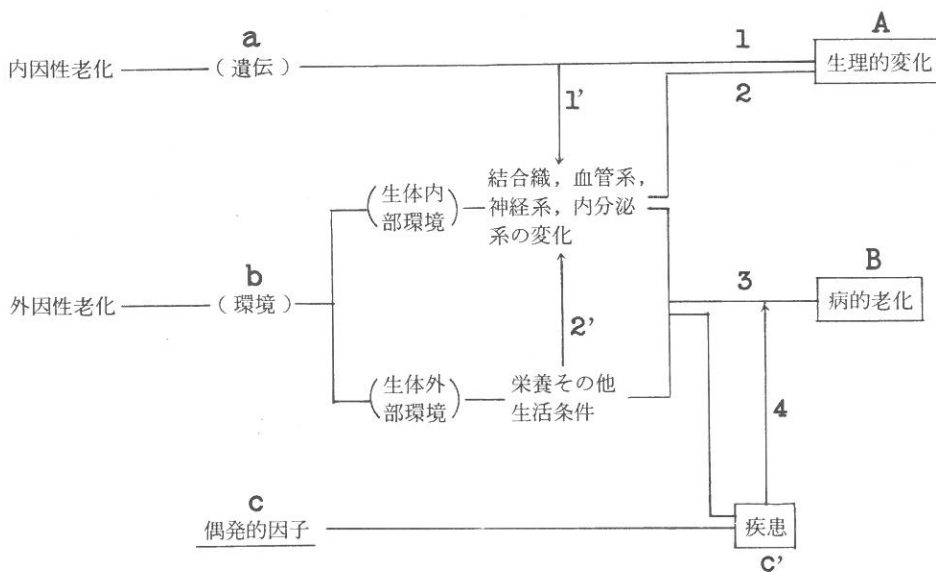 a
1
A
内因性老化
(遺伝)
生理的変化
1'
2
(生体内
部環境)
結合織，血管系，
神経系，内分泌
系の変化
b
3
B
外因性老化
(環境)
病的老化
2'
(生体外
部環境)
栄養その他
生活条件
4
c
偶発的因子
疾患
C'